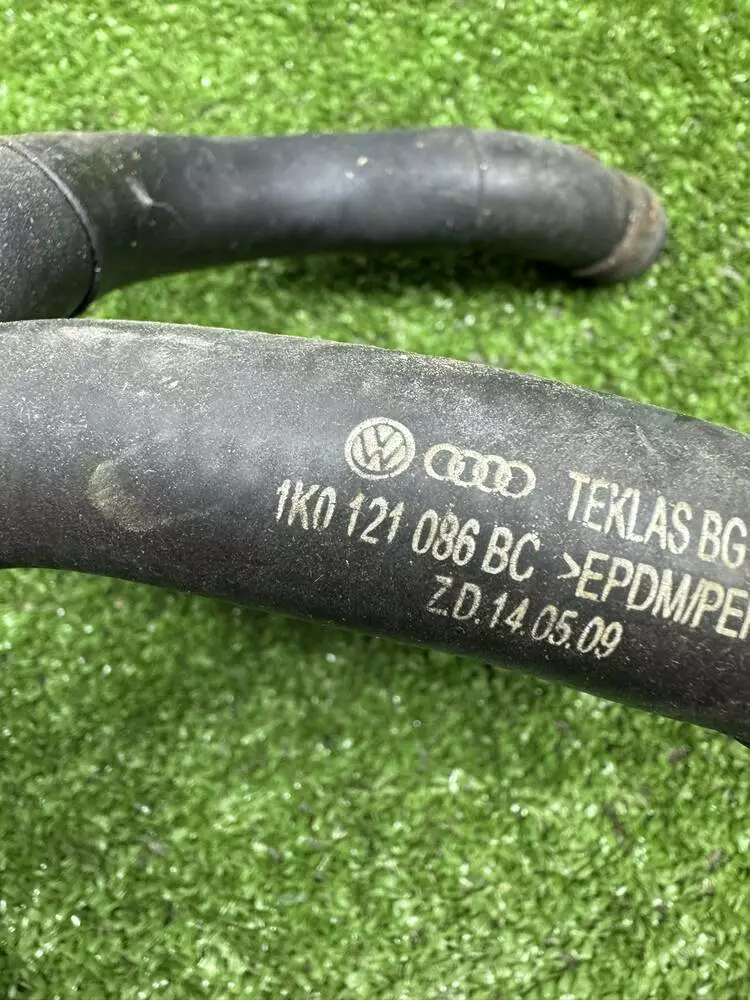 TEKLAS BG
1K0 121 086 BC >EPDM/PE
Z.D.14.05.09